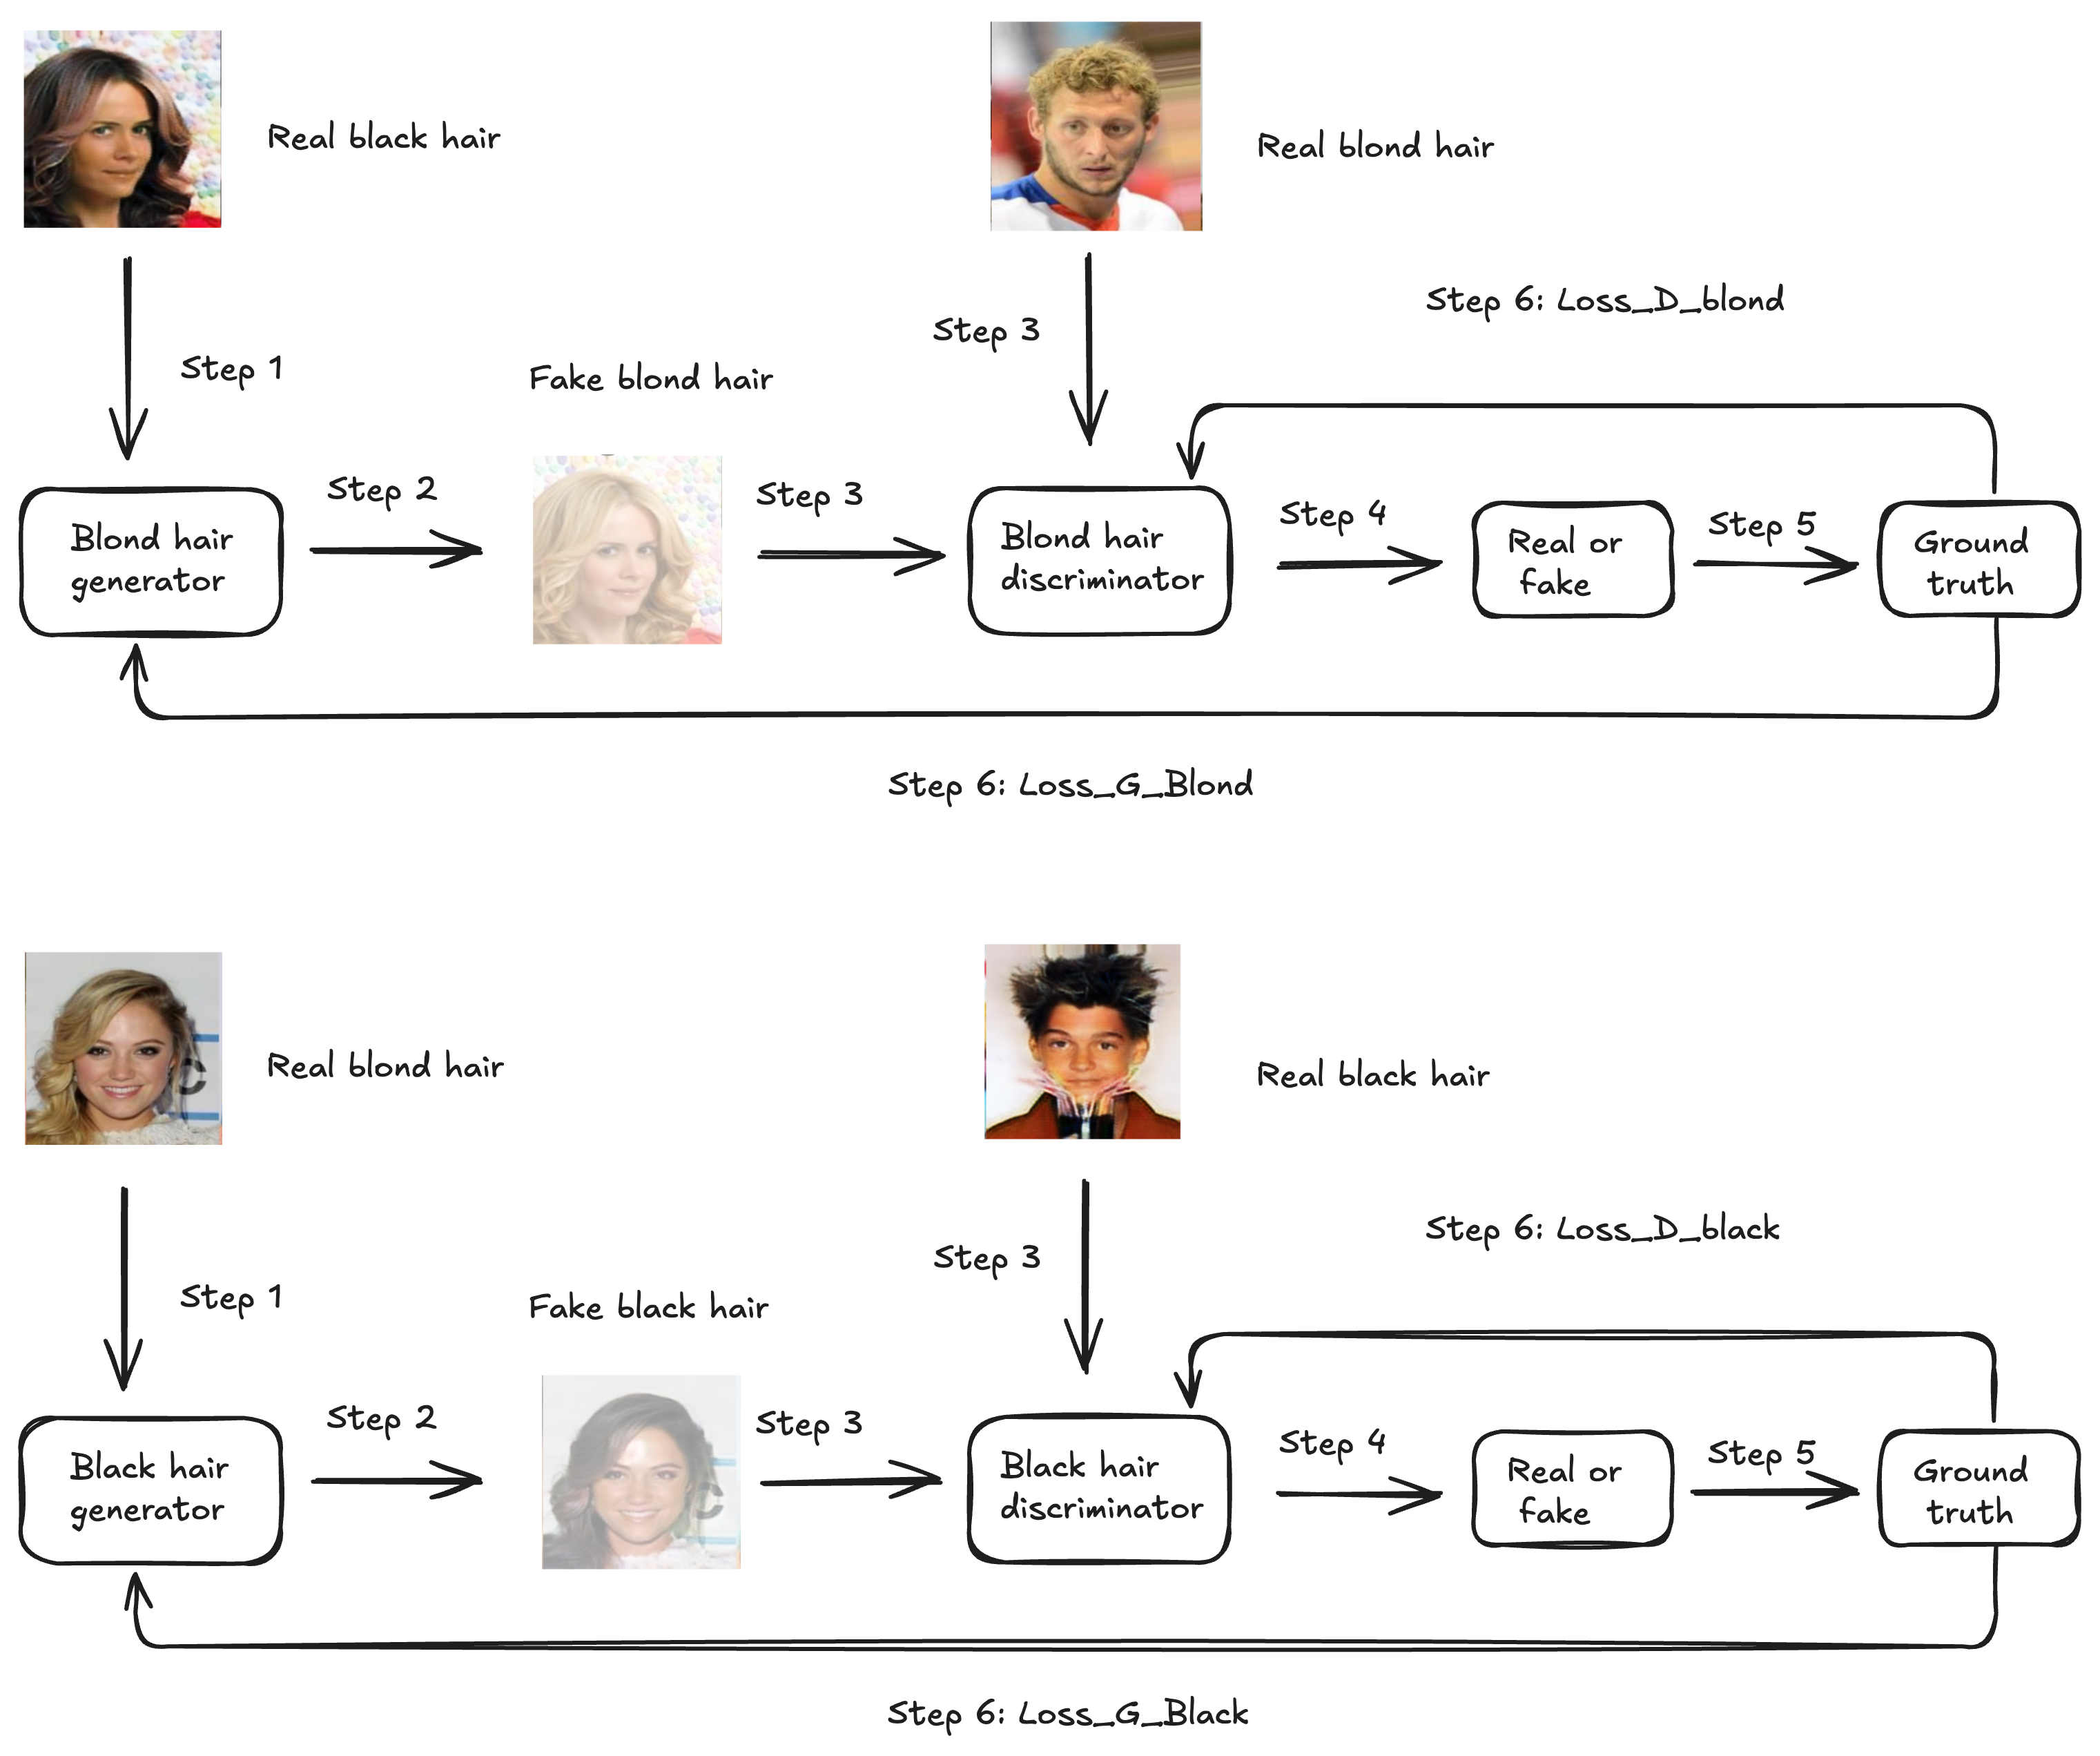 Real black hair
Real blond hair
Step 6: Loss_D_blond
Step 3
Step 1
Fake blond hair
Step 2
Step 3
Blond hair
generator
Blond hair
discriminator
Step 4
Real or
fake
Step 5
Ground
truth
Step 6: Loss_G_Blond
Real blond hair
C
Real black hair
Step 6: Loss_D_black
Step 3
Step 1
Fake black hair
Step 2
C
Step 3
Black hair
generator
Black hair
discriminator
Step 4
Real or
fake
Step 5
Ground
truth
Step 6: Loss_G_Black